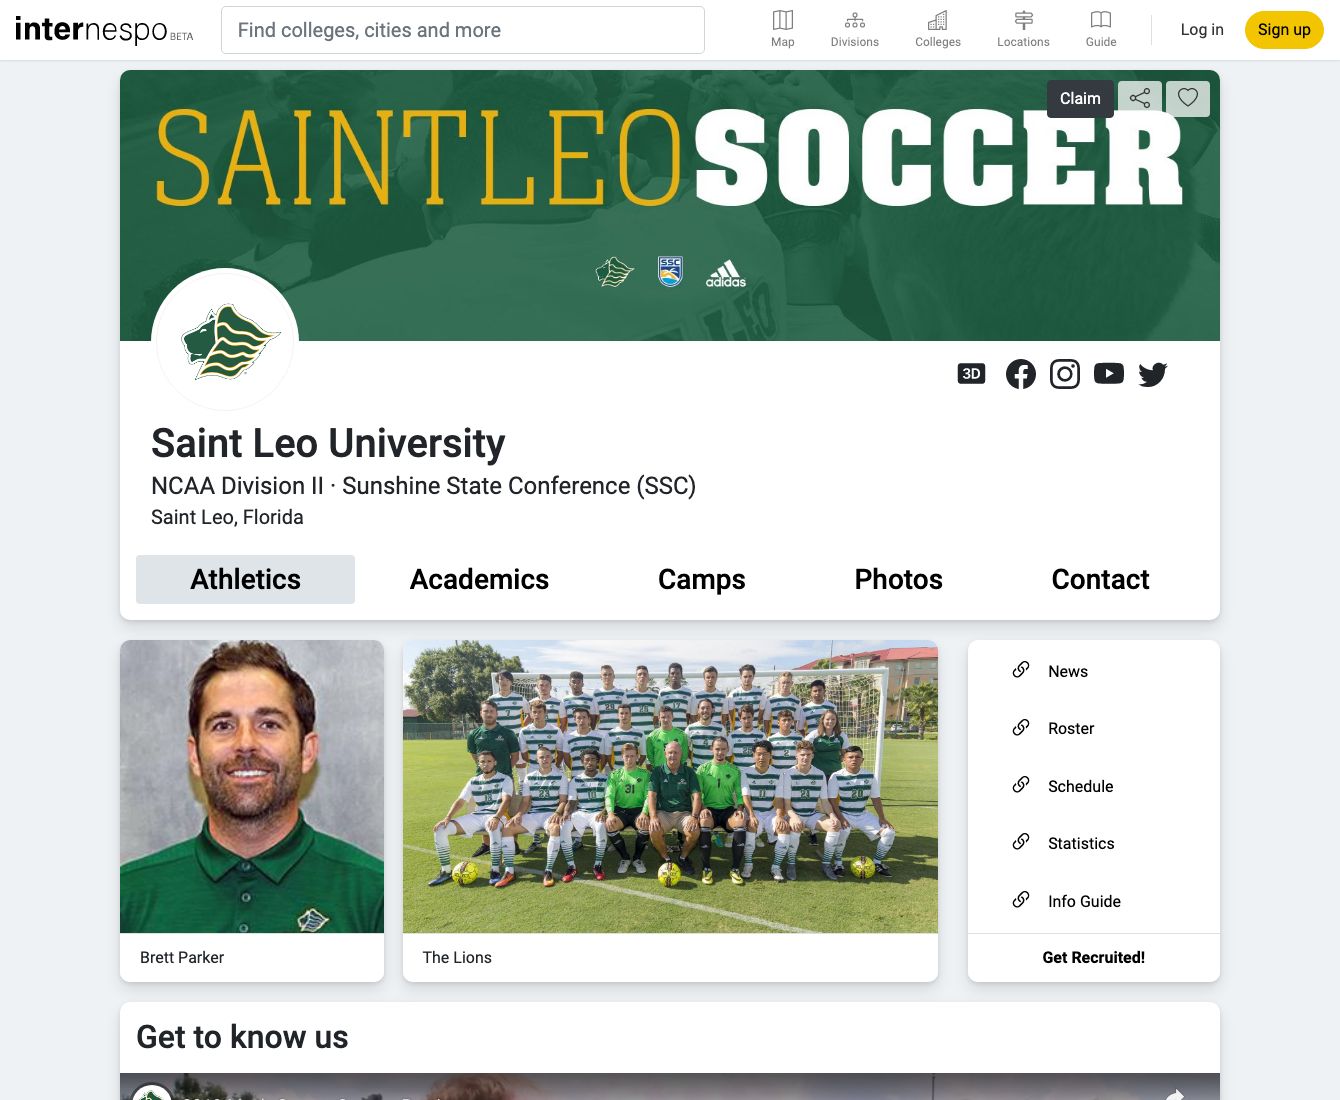 internespo BETA
Find colleges, cities and more
Map
Divisions
Colleges
Locations
Guide
Log in
Sign up
Claim
SAINT LEO SOCCER
SSC
adidas
3D
Saint Leo University
NCAA Division II · Sunshine State Conference (SSC)
Saint Leo, Florida
Athletics
Academics
Camps
Photos
Contact
News
Roster
Schedule
Statistics
Info Guide
Brett Parker
The Lions
Get Recruited!
Get to know us